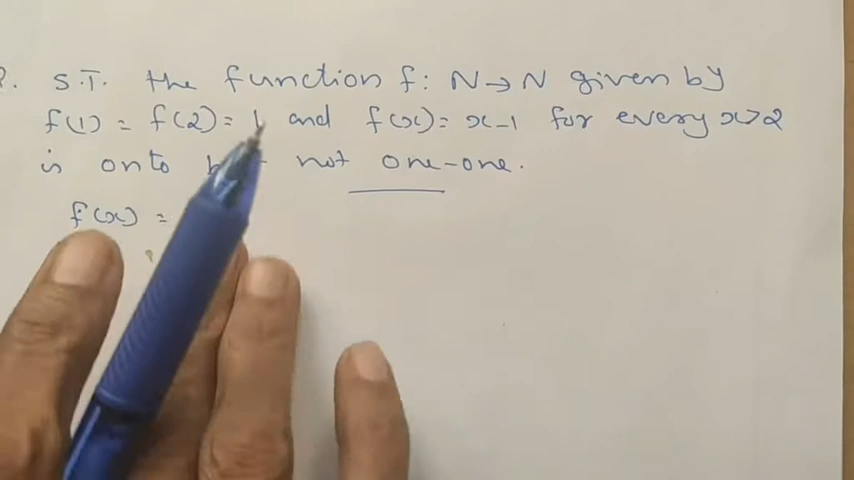 S.T. the function f: N→N given by
f(1) = f(2) = 1 and f(x) = x-1 for every x>2
is onto not one-one.
f(x) =